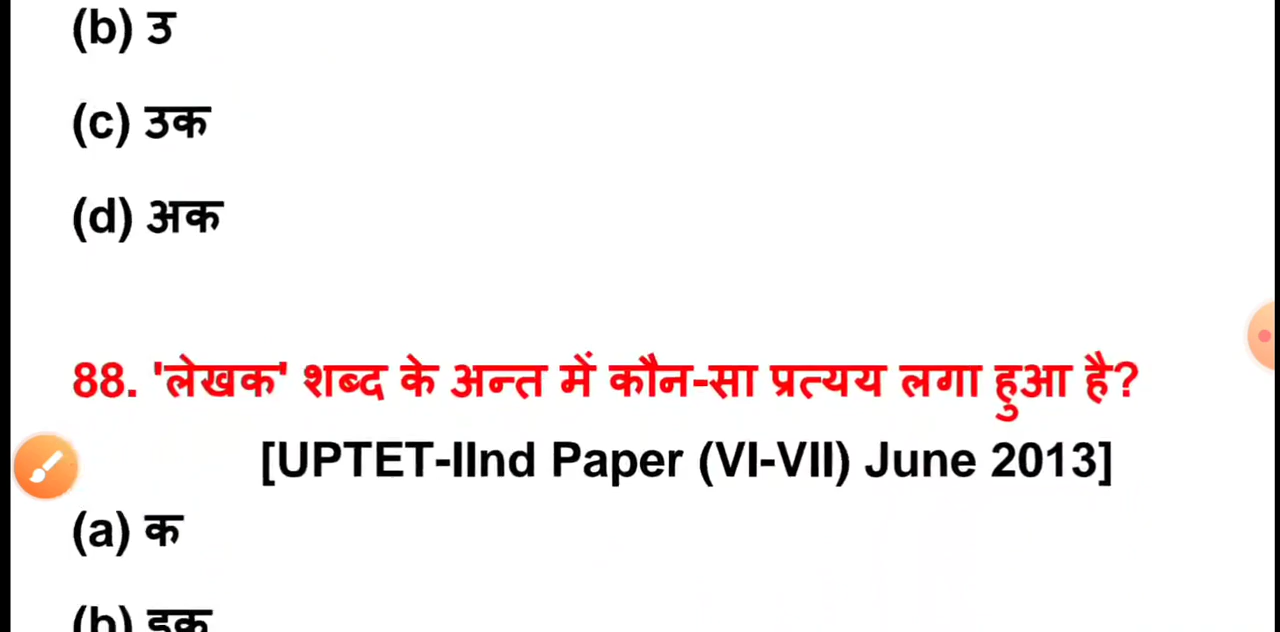 (b) उ
(c) उक
(d) अक
88. 'लेखक' शब्द के अन्त में कौन-सा प्रत्यय लगा हुआ है?
[UPTET-IInd Paper (VI-VII) June 2013]
(a) क
(b) इक